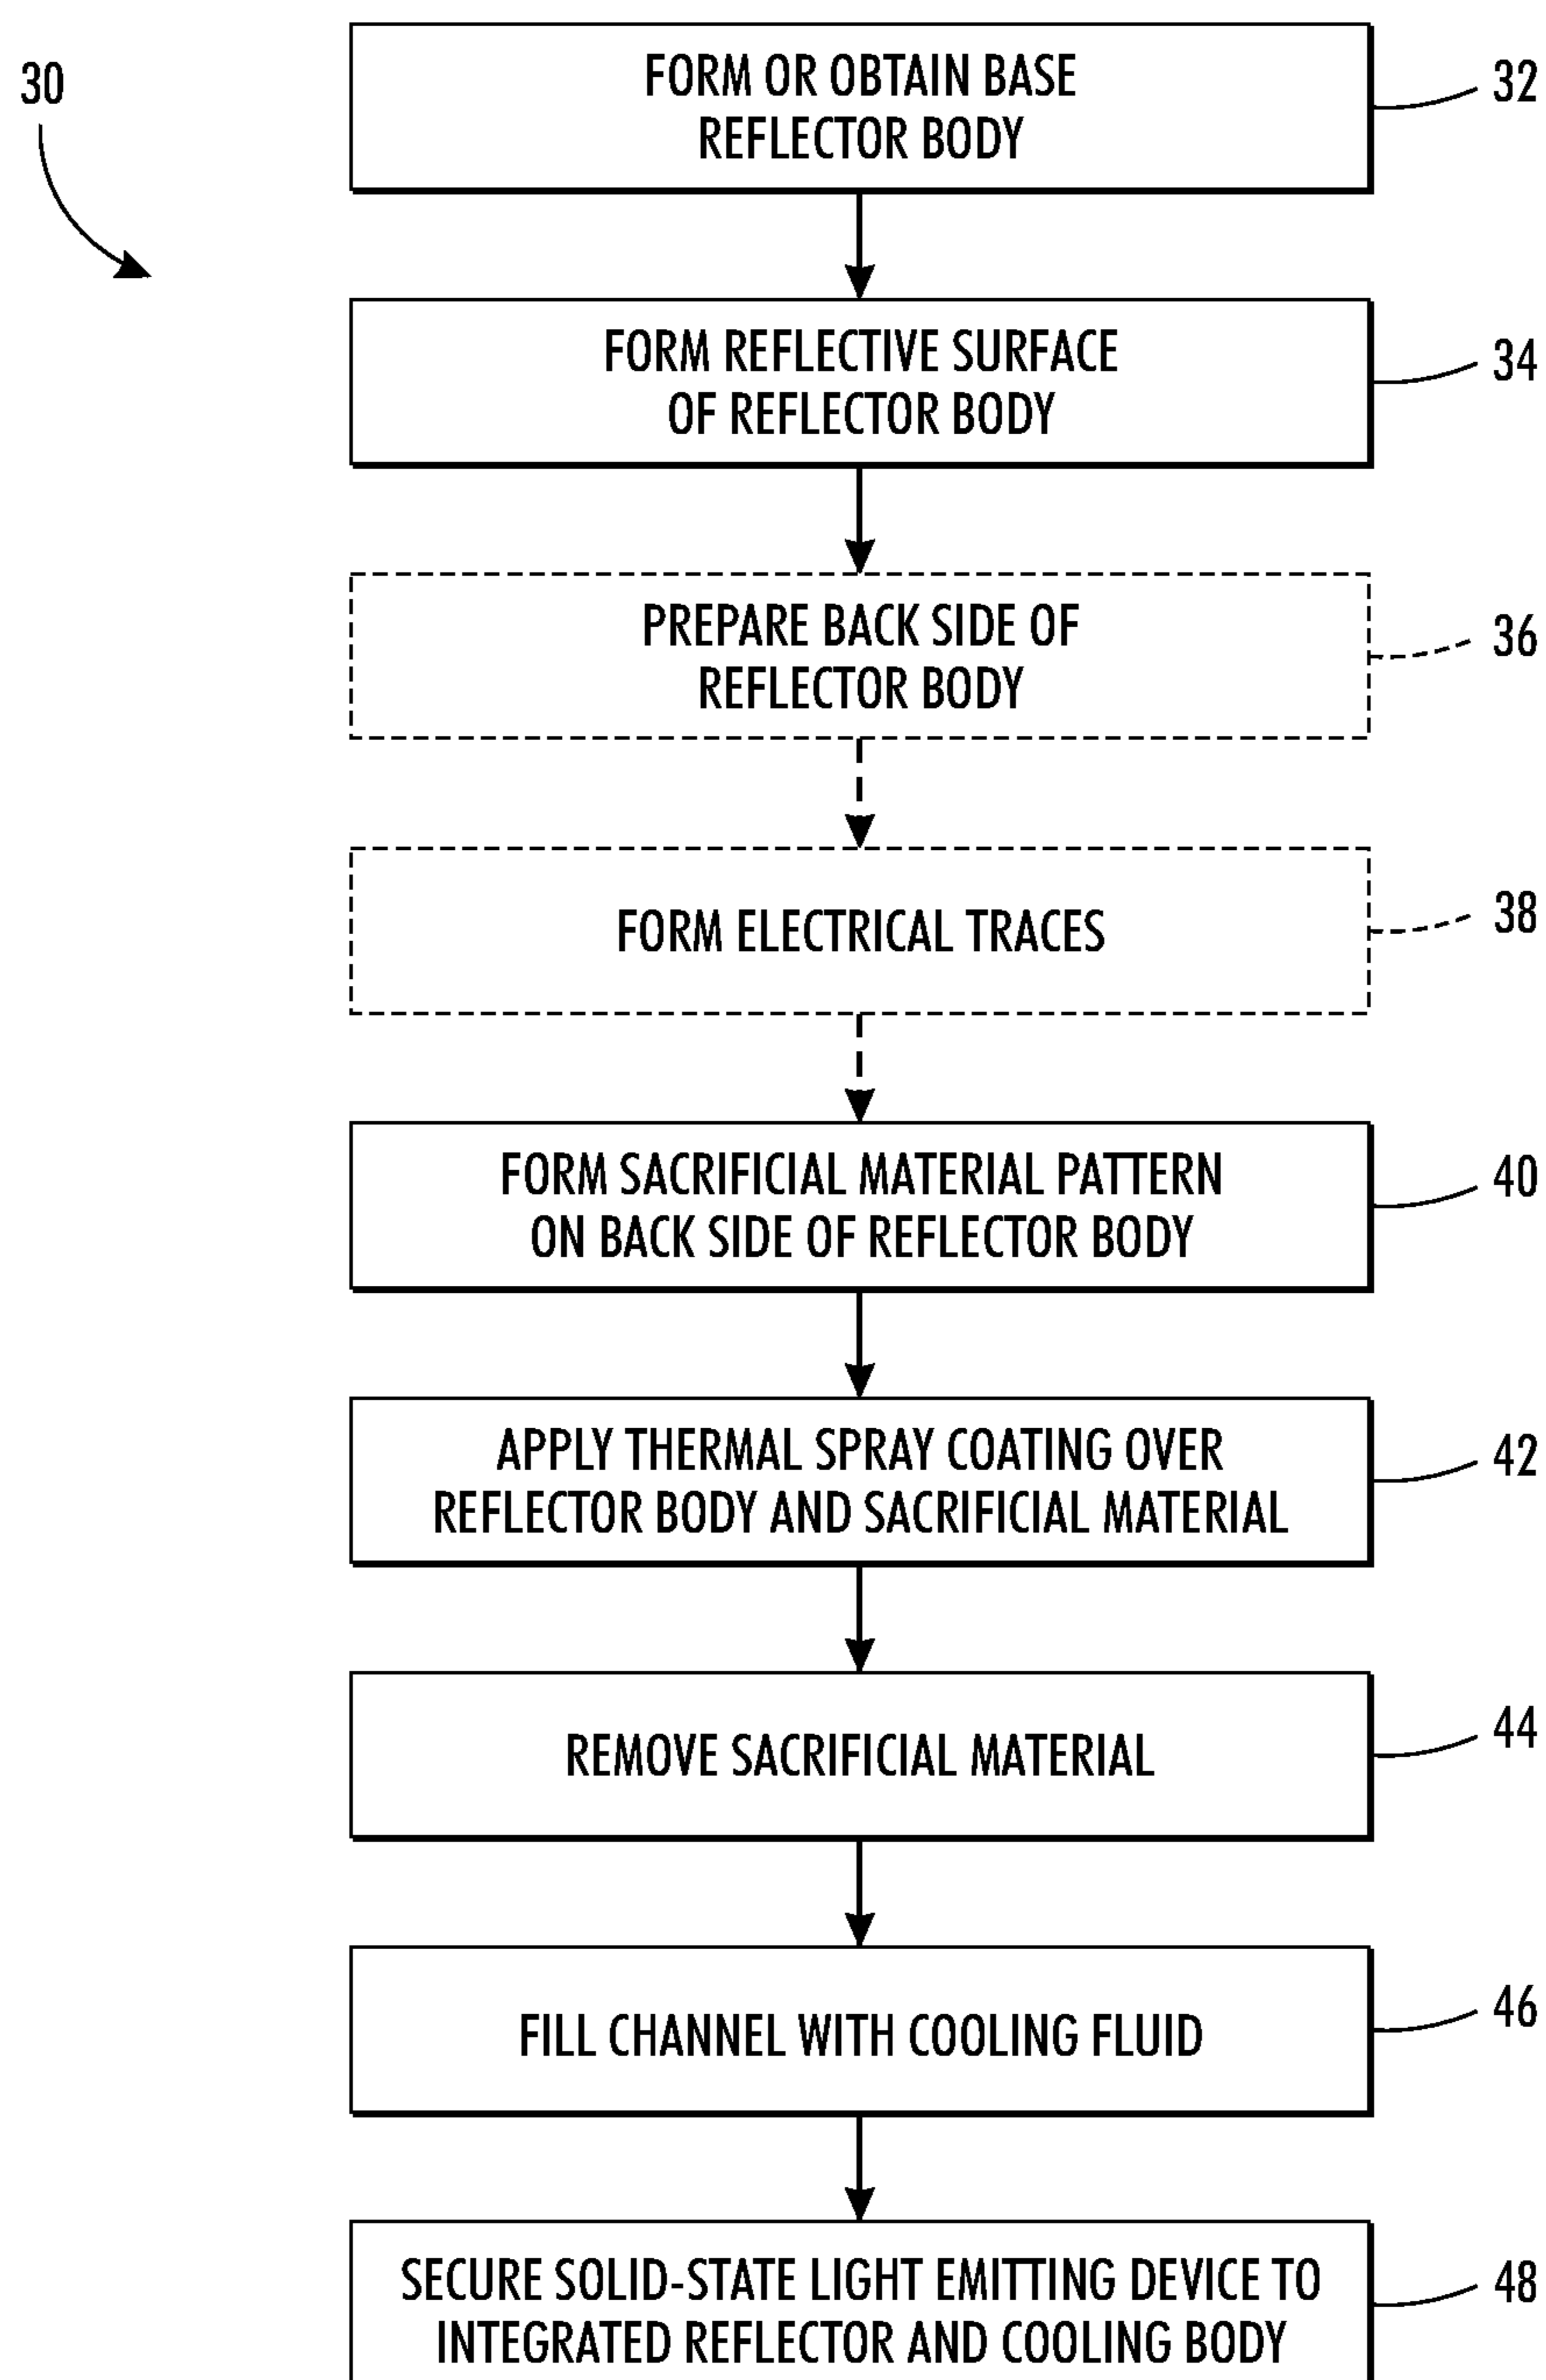 30
FORM OR OBTAIN BASE
REFLECTOR BODY
32
FORM REFLECTIVE SURFACE
OF REFLECTOR BODY
34
PREPARE BACK SIDE OF
REFLECTOR BODY
36
FORM ELECTRICAL TRACES
38
FORM SACRIFICIAL MATERIAL PATTERN
ON BACK SIDE OF REFLECTOR BODY
40
APPLY THERMAL SPRAY COATING OVER
REFLECTOR BODY AND SACRIFICIAL MATERIAL
42
REMOVE SACRIFICIAL MATERIAL
44
FILL CHANNEL WITH COOLING FLUID
46
SECURE SOLID-STATE LIGHT EMITTING DEVICE TO
INTEGRATED REFLECTOR AND COOLING BODY
48